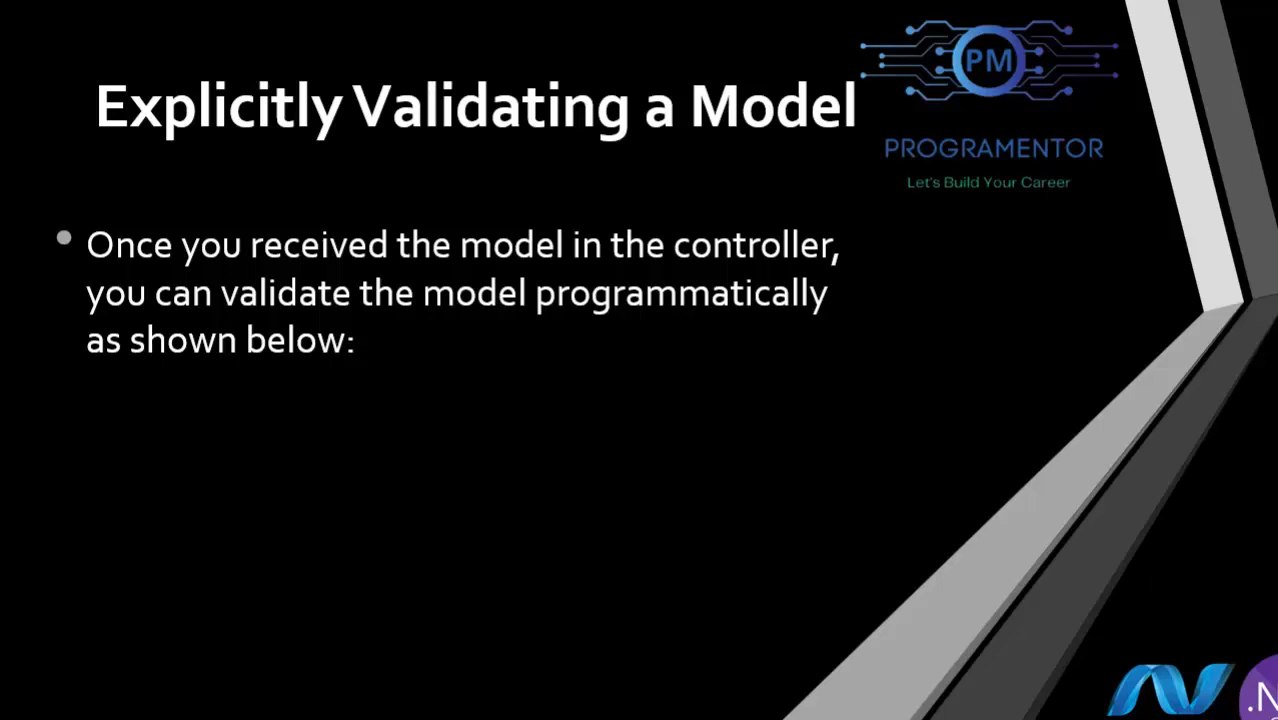 PM
Explicitly Validating a Model
PROGRAMENTOR
Let's Build Your Career
• Once you received the model in the controller,
you can validate the model programmatically
as shown below:
.N